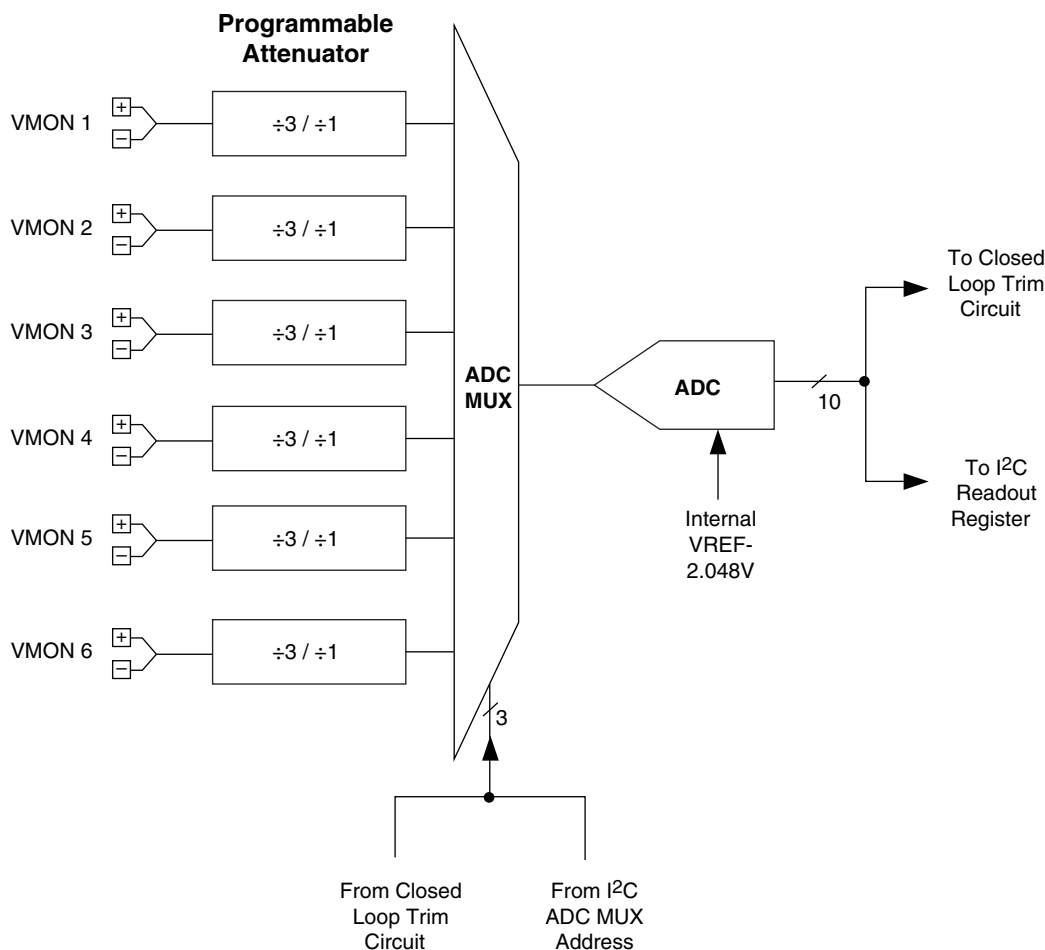 Programmable
Attenuator
VMON 1
+
−
÷3 / ÷1
VMON 2
+
−
÷3 / ÷1
VMON 3
+
−
÷3 / ÷1
VMON 4
+
−
÷3 / ÷1
VMON 5
+
−
÷3 / ÷1
VMON 6
+
−
÷3 / ÷1
ADC
MUX
3
From Closed
Loop Trim
Circuit
From I²C
ADC MUX
Address
ADC
Internal
VREF-
2.048V
10
To Closed
Loop Trim
Circuit
To I²C
Readout
Register